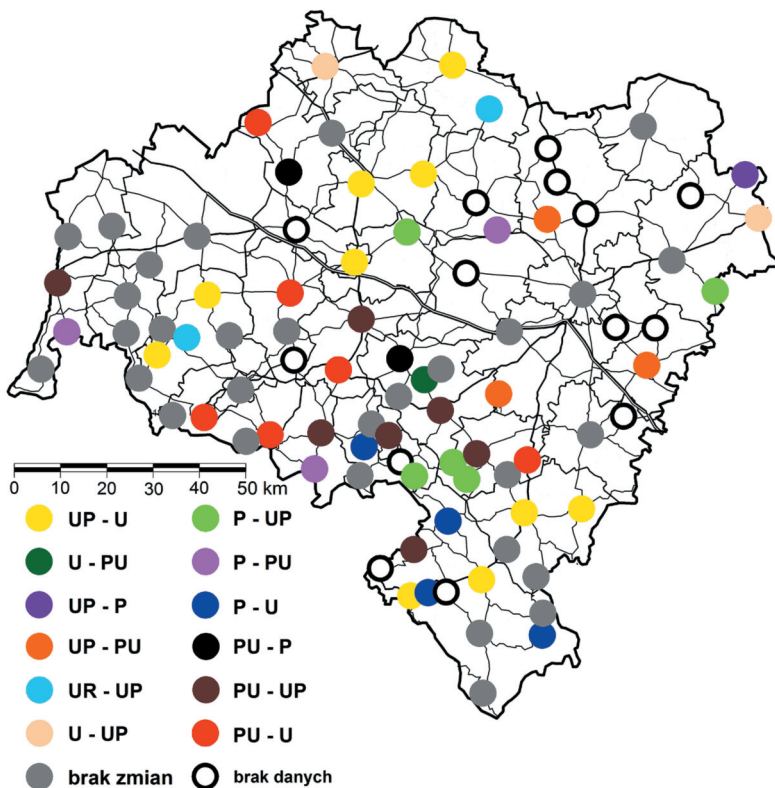 0 10 20 30 40 50 km
UP - U
P - UP
U - PU
P - PU
UP - P
P - U
UP - PU
PU - P
UR - UP
PU - UP
U - UP
PU - U
brak zmian
brak danych